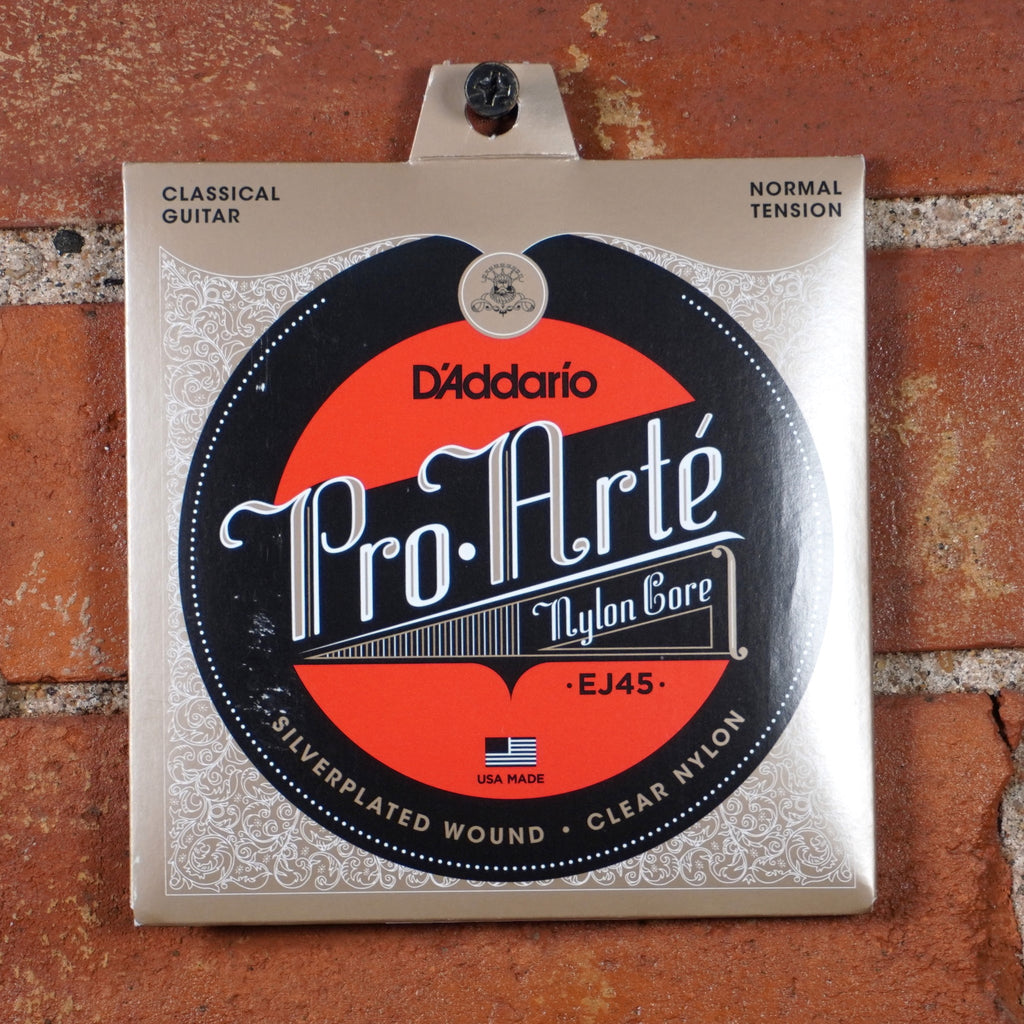 CLASSICAL
GUITAR
NORMAL
TENSION
D'Addario
Pro·Arté
Nylon Core
·EJ45·
USA MADE
SILVERPLATED WOUND • CLEAR NYLON